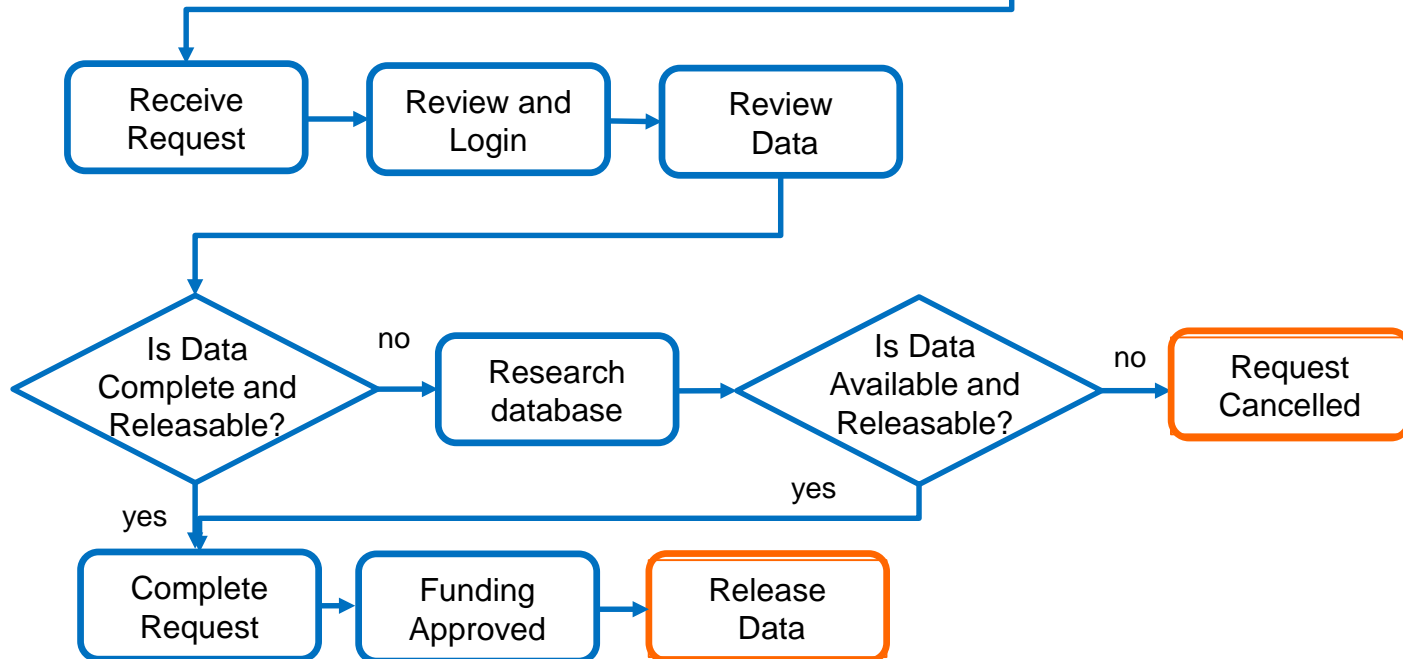 Receive
Request
Review and
Login
Review
Data
Is Data
Complete and
Releasable?
no
Research
database
Is Data
Available and
Releasable?
no
Request
Cancelled
yes
yes
Complete
Request
Funding
Approved
Release
Data